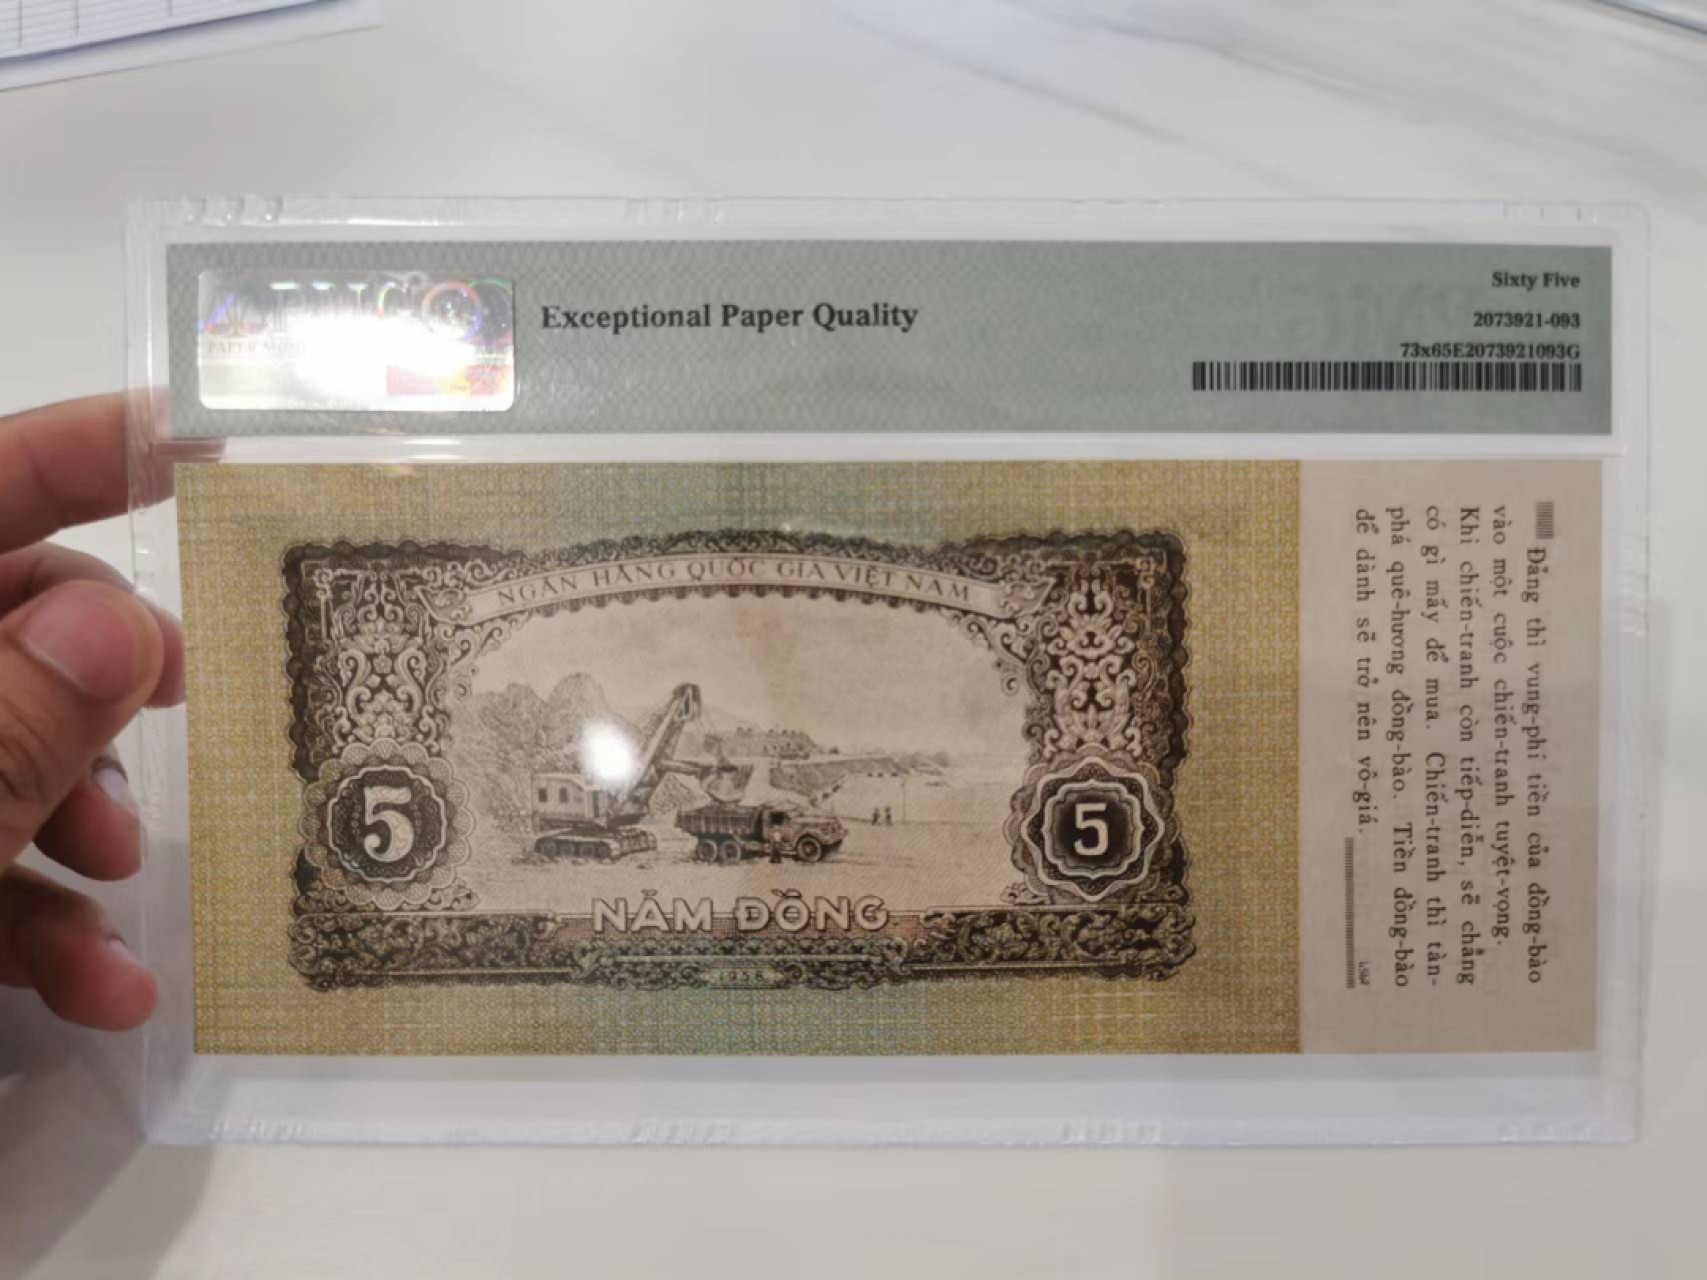 PAPER MON
Exceptional Paper Quality
Sixty Five
2073921-093
73x65E2073921093G
NGÂN HÀNG QUỐC GIA VIỆT NAM
5
5
NĂM ĐỒNG
1958
Đảng thì vung-phí tiền của đồng-bào
vào một cuộc chiến-tranh tuyệt-vọng.
Khi chiến-tranh còn tiếp-diễn, sẽ chẳng
có gì mấy để mua. Chiến-tranh thì tàn-
phá quê-hương đồng-bào. Tiền đồng-bào
để dành sẽ trở nên vô-giá.